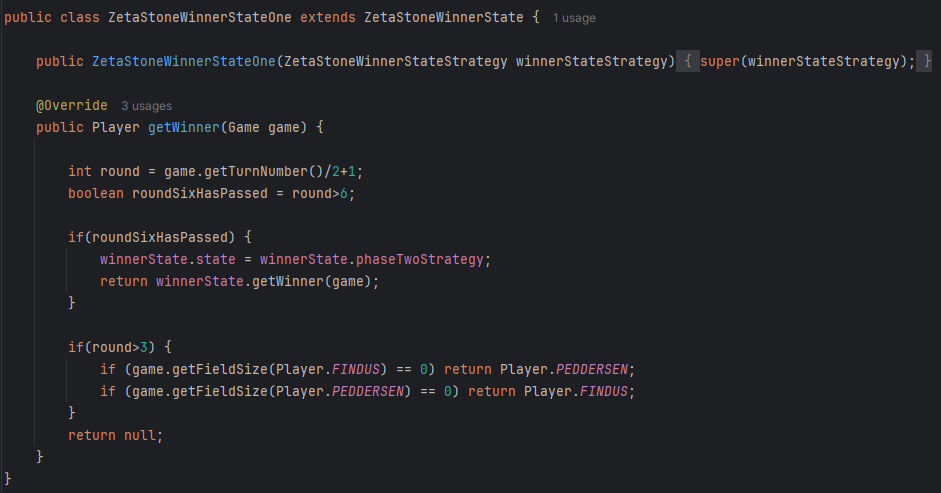 public class ZetaStoneWinnerStateOne extends ZetaStoneWinnerState {  1 usage
public ZetaStoneWinnerStateOne(ZetaStoneWinnerStateStrategy winnerStateStrategy) { super(winnerStateStrategy); }
@Override  3 usages
public Player getWinner(Game game) {
int round = game.getTurnNumber()/2+1;
boolean roundSixHasPassed = round>6;
if(roundSixHasPassed) {
winnerState.state = winnerState.phaseTwoStrategy;
return winnerState.getWinner(game);
}
if(round>3) {
if (game.getFieldSize(Player.FINDUS) == 0) return Player.PEDDERSEN;
if (game.getFieldSize(Player.PEDDERSEN) == 0) return Player.FINDUS;
}
return null;
}
}